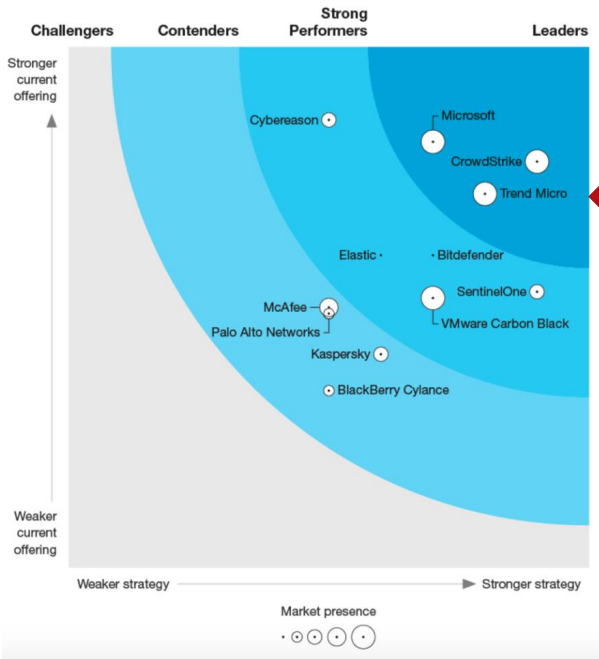 Challengers
Contenders
Strong
Performers
Leaders
Stronger
current
offering
Microsoft
Cybereason
CrowdStrike
Trend Micro
Elastic
Bitdefender
SentinelOne
McAfee
VMware Carbon Black
Palo Alto Networks
Kaspersky
BlackBerry Cylance
Weaker
current
offering
Weaker strategy
Stronger strategy
Market presence